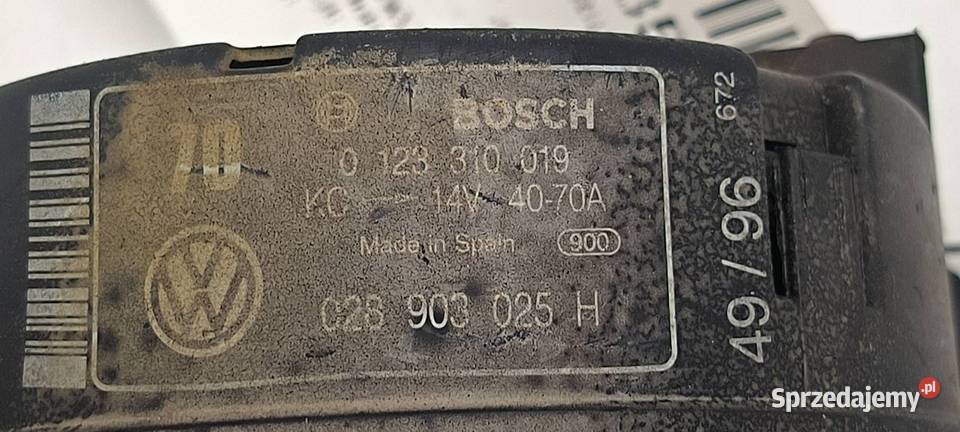 70
BOSCH
0 123 310 019
KC 14V 40-70A
Made in Spain 900
028 903 025 H
672
49/96
Sprzedajemy.pl